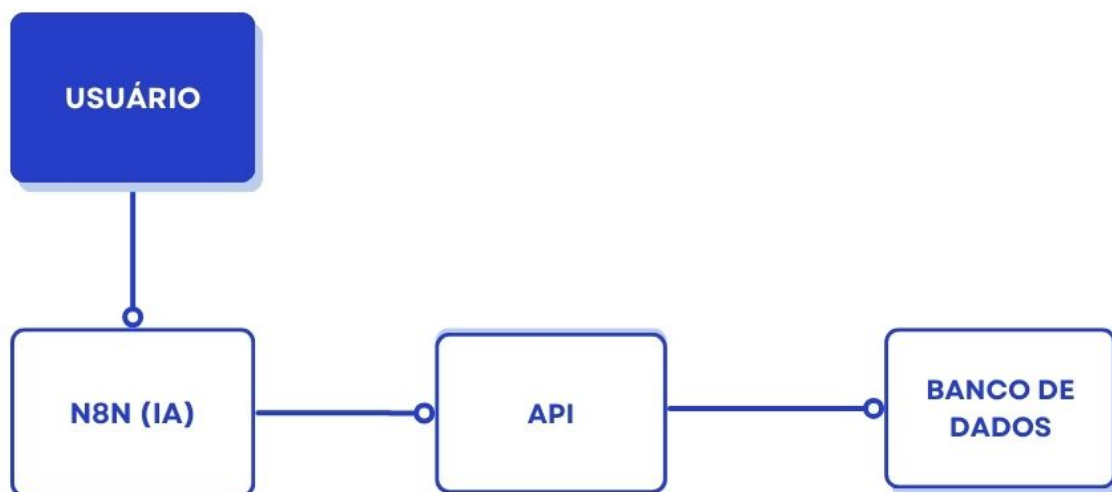 USUÁRIO
N8N (IA)
API
BANCO DE
DADOS